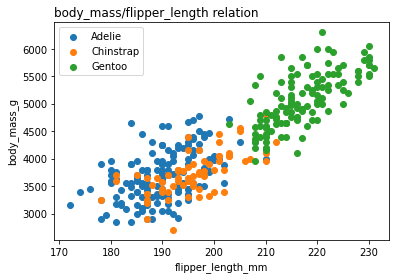 body_mass/flipper_length relation
Adelie
Chinstrap
Gentoo
6000
5500
5000
4500
4000
3500
3000
body_mass_g
170
180
190
200
210
220
230
flipper_length_mm